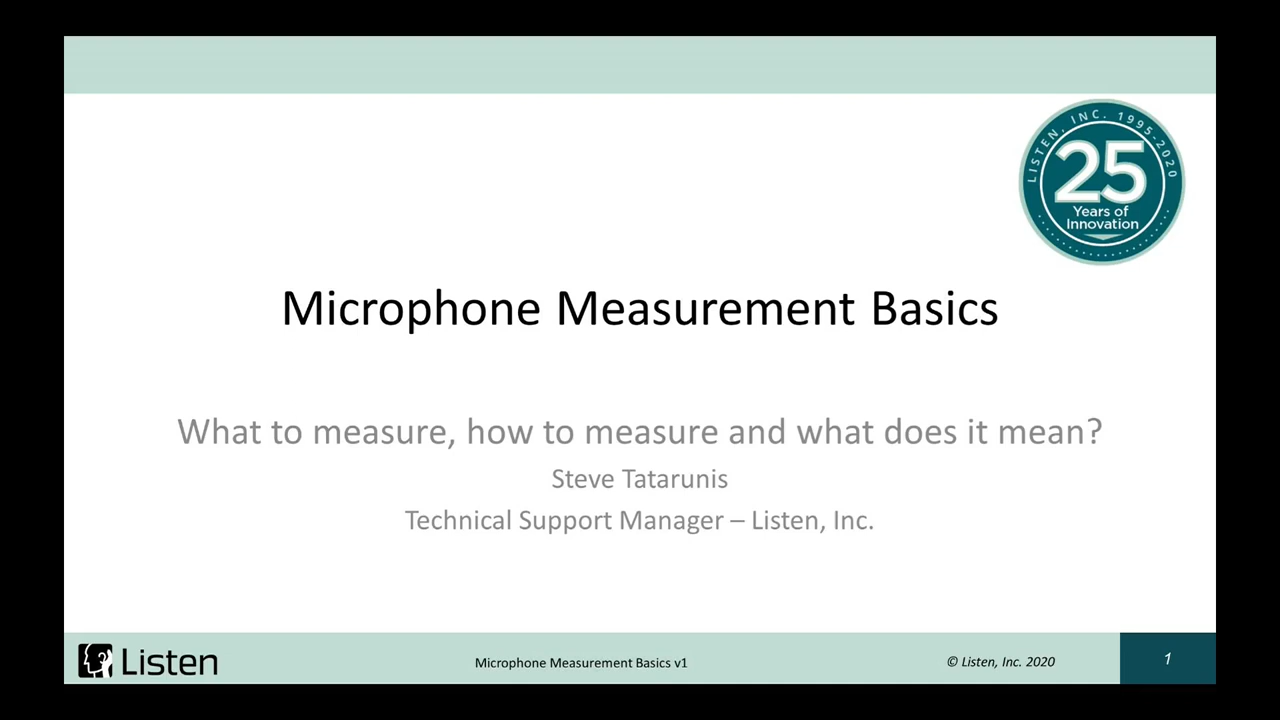 LISTEN, INC. 1995-2020
25
Years of
Innovation
Microphone Measurement Basics
What to measure, how to measure and what does it mean?
Steve Tatarunis
Technical Support Manager – Listen, Inc.
Listen
Microphone Measurement Basics v1
© Listen, Inc. 2020
1